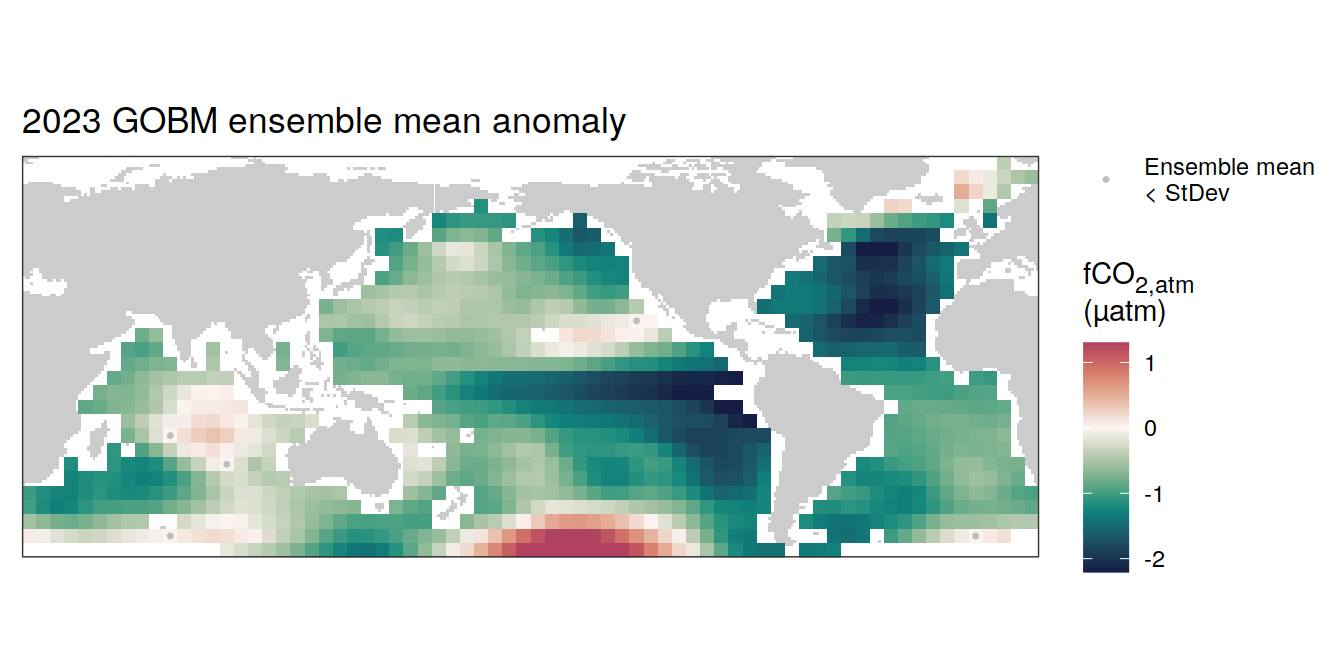 2023 GOBM ensemble mean anomaly
Ensemble mean
< StDev
fCO2,atm
(µatm)
1
0
-1
-2